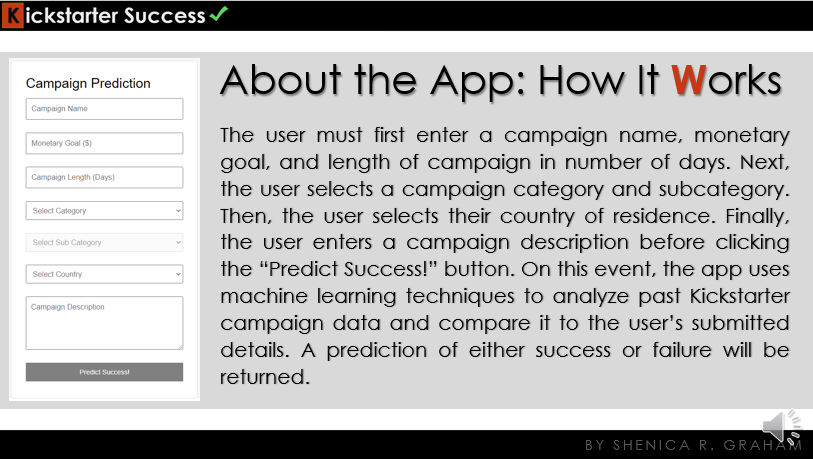 Kickstarter Success
Campaign Prediction
Campaign Name
Monetary Goal ($)
Campaign Length (Days)
Select Category
Select Sub Category
Select Country
Campaign Description
Predict Success!
About the App: How It Works
The user must first enter a campaign name, monetary
goal, and length of campaign in number of days. Next,
the user selects a campaign category and subcategory.
Then, the user selects their country of residence. Finally,
the user enters a campaign description before clicking
the “Predict Success!” button. On this event, the app uses
machine learning techniques to analyze past Kickstarter
campaign data and compare it to the user’s submitted
details. A prediction of either success or failure will be
returned.
BY SHENICA R. GRAHAM